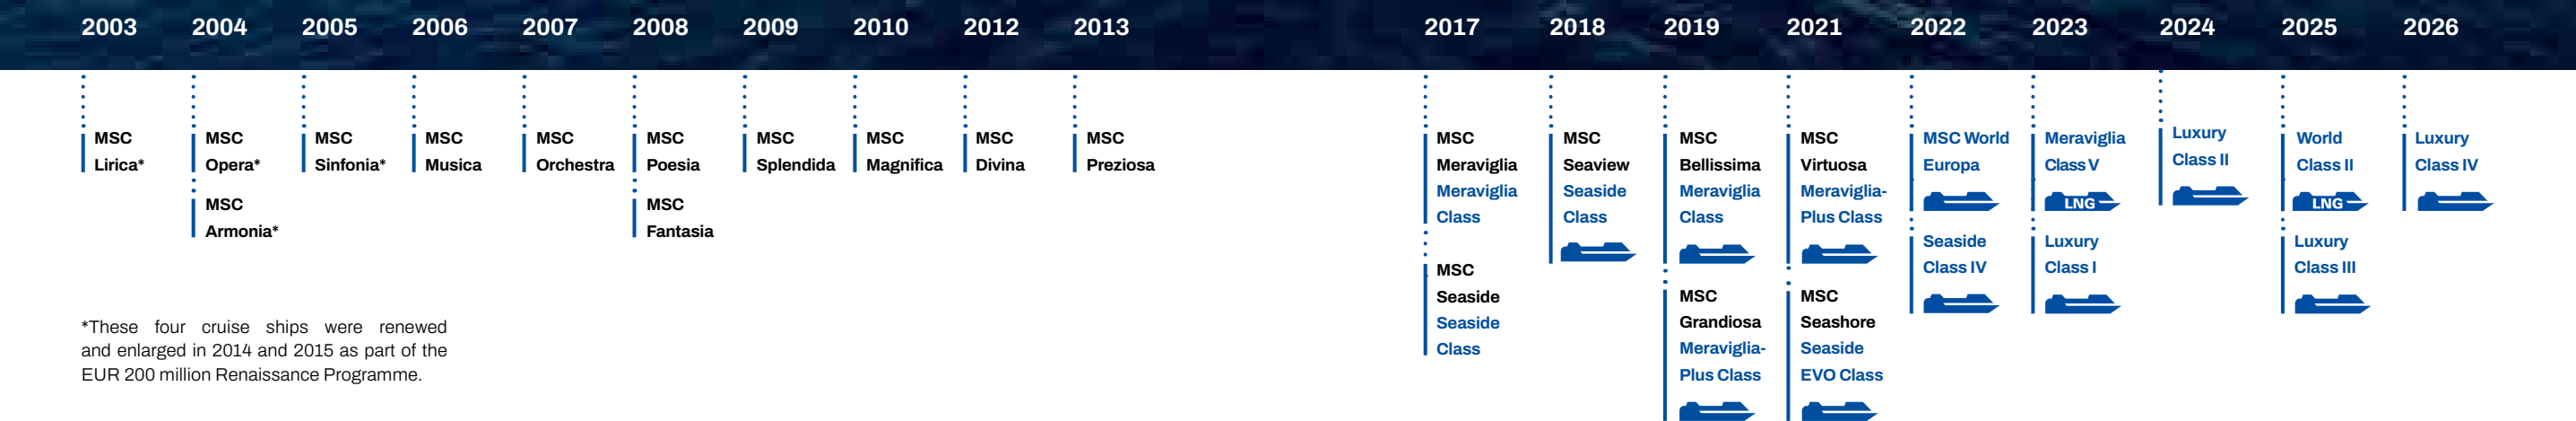 2003 2004 2005 2006 2007 2008 2009 2010 2012 2013 2017 2018 2019 2021 2022 2023 2024 2025 2026
MSC
Lirica*
MSC
Opera*
MSC
Armonia*
MSC
Sinfonia*
MSC
Musica
MSC
Orchestra
MSC
Poesia
MSC
Fantasia
MSC
Splendida
MSC
Magnifica
MSC
Divina
MSC
Preziosa
MSC
Meraviglia
Meraviglia
Class
MSC
Seaside
Seaside
Class
MSC
Seaview
Seaside
Class
MSC
Bellissima
Meraviglia
Class
MSC
Grandiosa
Meraviglia-
Plus Class
MSC
Virtuosa
Meraviglia-
Plus Class
MSC
Seashore
Seaside
EVO Class
MSC World
Europa
Seaside
Class IV
Meraviglia
Class V
LNG
Luxury
Class I
Luxury
Class II
World
Class II
LNG
Luxury
Class III
Luxury
Class IV
*These four cruise ships were renewed
and enlarged in 2014 and 2015 as part of the
EUR 200 million Renaissance Programme.